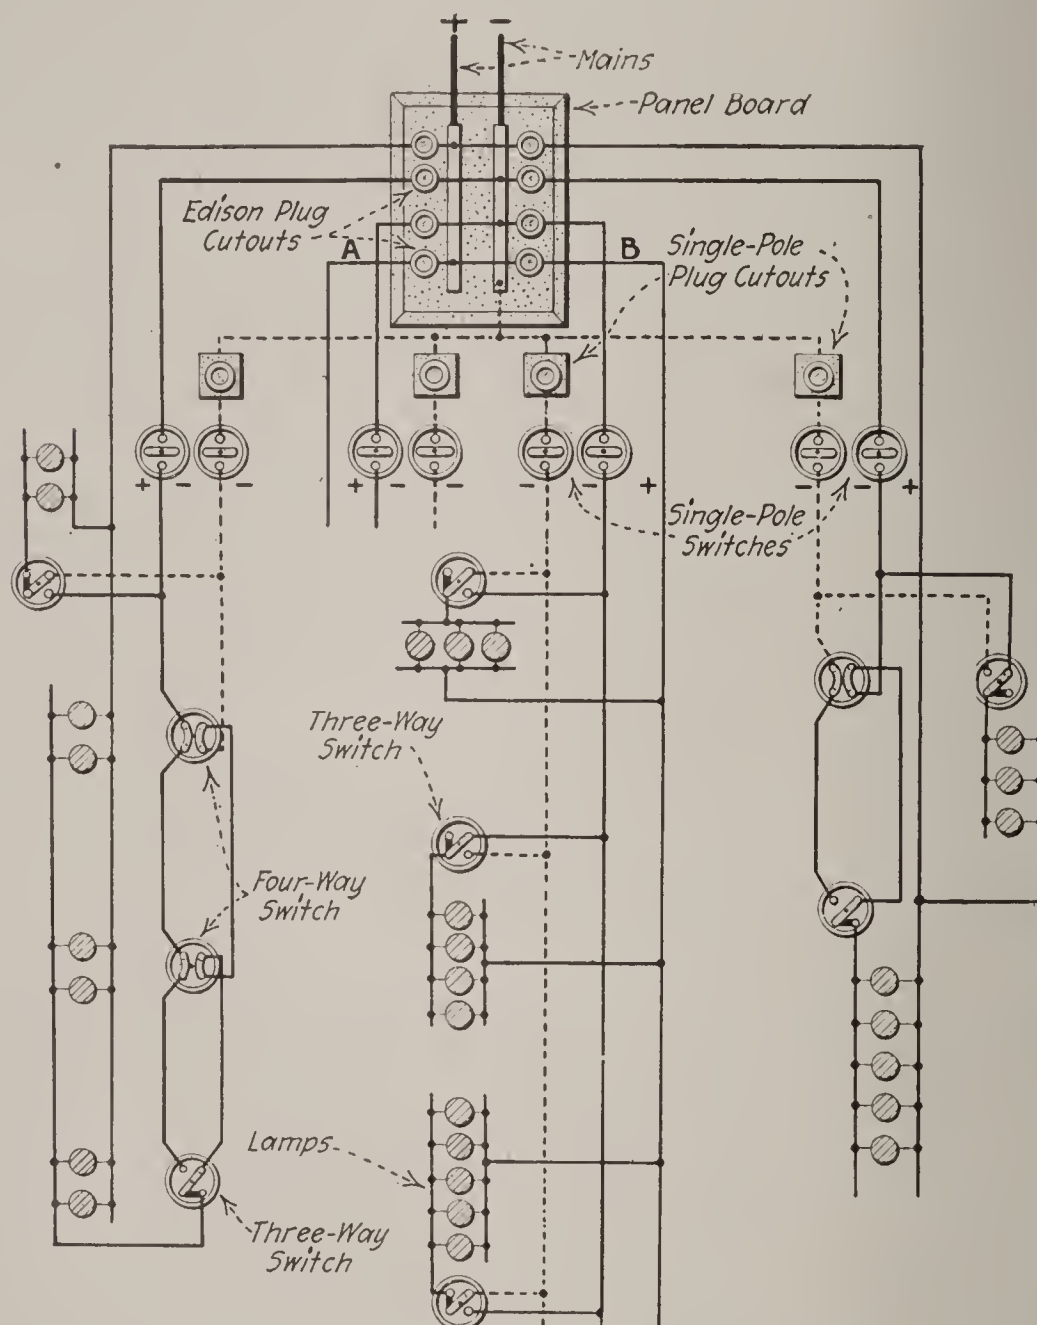 + −
Mains
Panel Board
Edison Plug
Cutouts
A
B
Single-Pole
Plug Cutouts
+ − −
+ − −
− − +
− − +
Single-Pole
Switches
Three-Way
Switch
Four-Way
Switch
Lamps
Three-Way
Switch